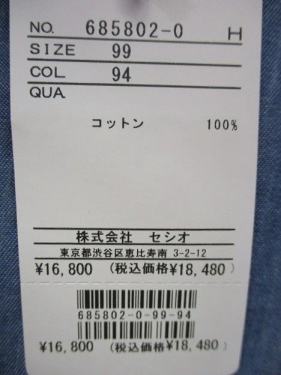 NO. 685802-0 H
SIZE 99
COL. 94
QUA.
コットン 100%
株式会社 セシオ
東京都渋谷区恵比寿南 3-2-12
¥16,800 (税込価格¥18,480)
685802-0-99-94
¥16,800 (税込価格¥18,480)